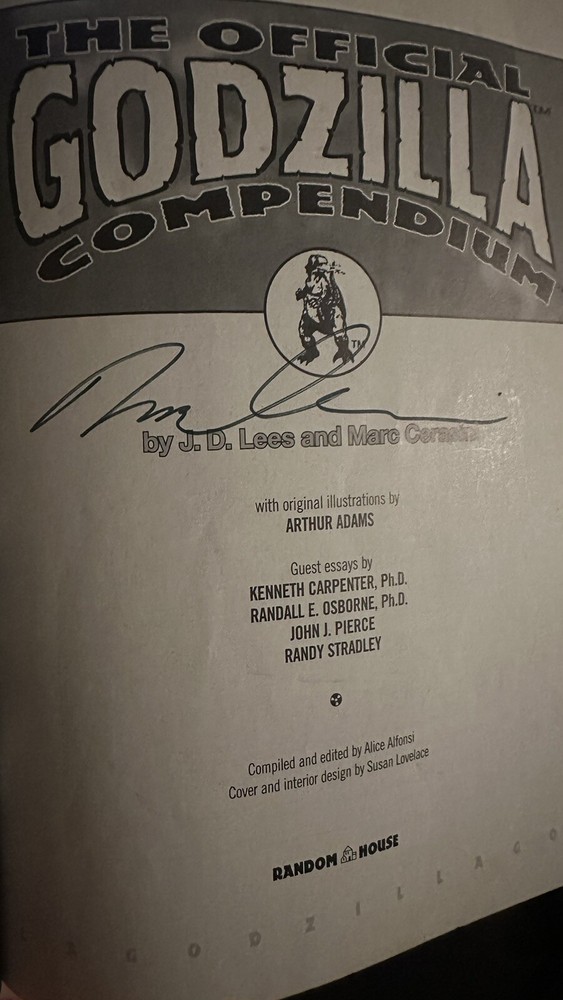 THE OFFICIAL
GODZILLA™
COMPENDIUM
TM
by J. D. Lees and Marc
with original illustrations by
ARTHUR ADAMS
Guest essays by
KENNETH CARPENTER, Ph.D.
RANDALL E. OSBORNE, Ph.D.
JOHN J. PIERCE
RANDY STRADLEY
Compiled and edited by Alice Alfonsi
Cover and interior design by Susan Lovelace
RANDOM HOUSE
G O D Z I L L A G O